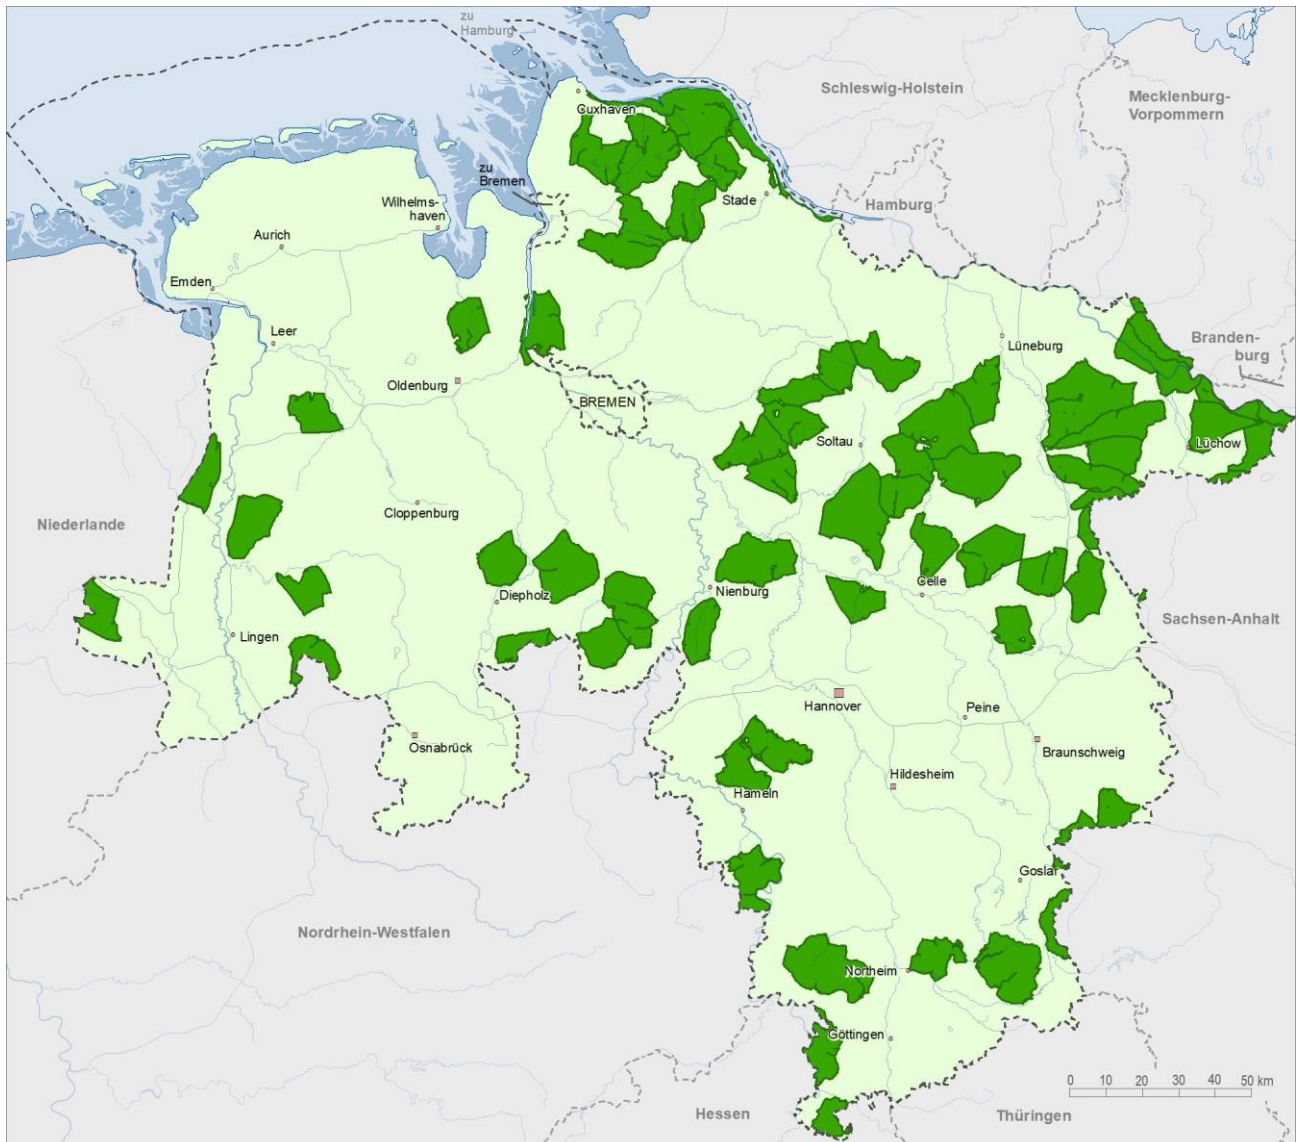 zu
Hamburg
Schleswig-Holstein
Mecklenburg-
Vorpommern
Cuxhaven
zu
Bremen
Stade
Hamburg
Wilhelms-
haven
Aurich
Emden
Leer
Lüneburg
Branden-
burg
Oldenburg
BREMEN
Soltau
Lüchow
Niederlande
Cloppenburg
Diepholz
Nienburg
Celle
Sachsen-Anhalt
Lingen
Hannover
Peine
Osnabrück
Braunschweig
Hildesheim
Hameln
Goslar
Nordrhein-Westfalen
Northeim
Göttingen
0 10 20 30 40 50 km
Hessen
Thüringen